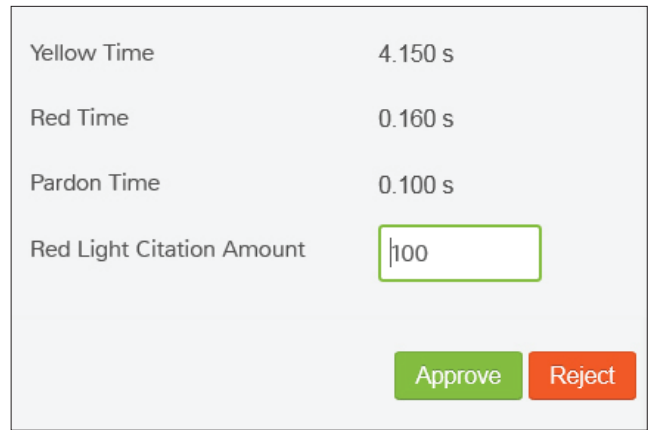 Yellow Time 4.150 s
Red Time 0.160 s
Pardon Time 0.100 s
Red Light Citation Amount 100
Approve Reject